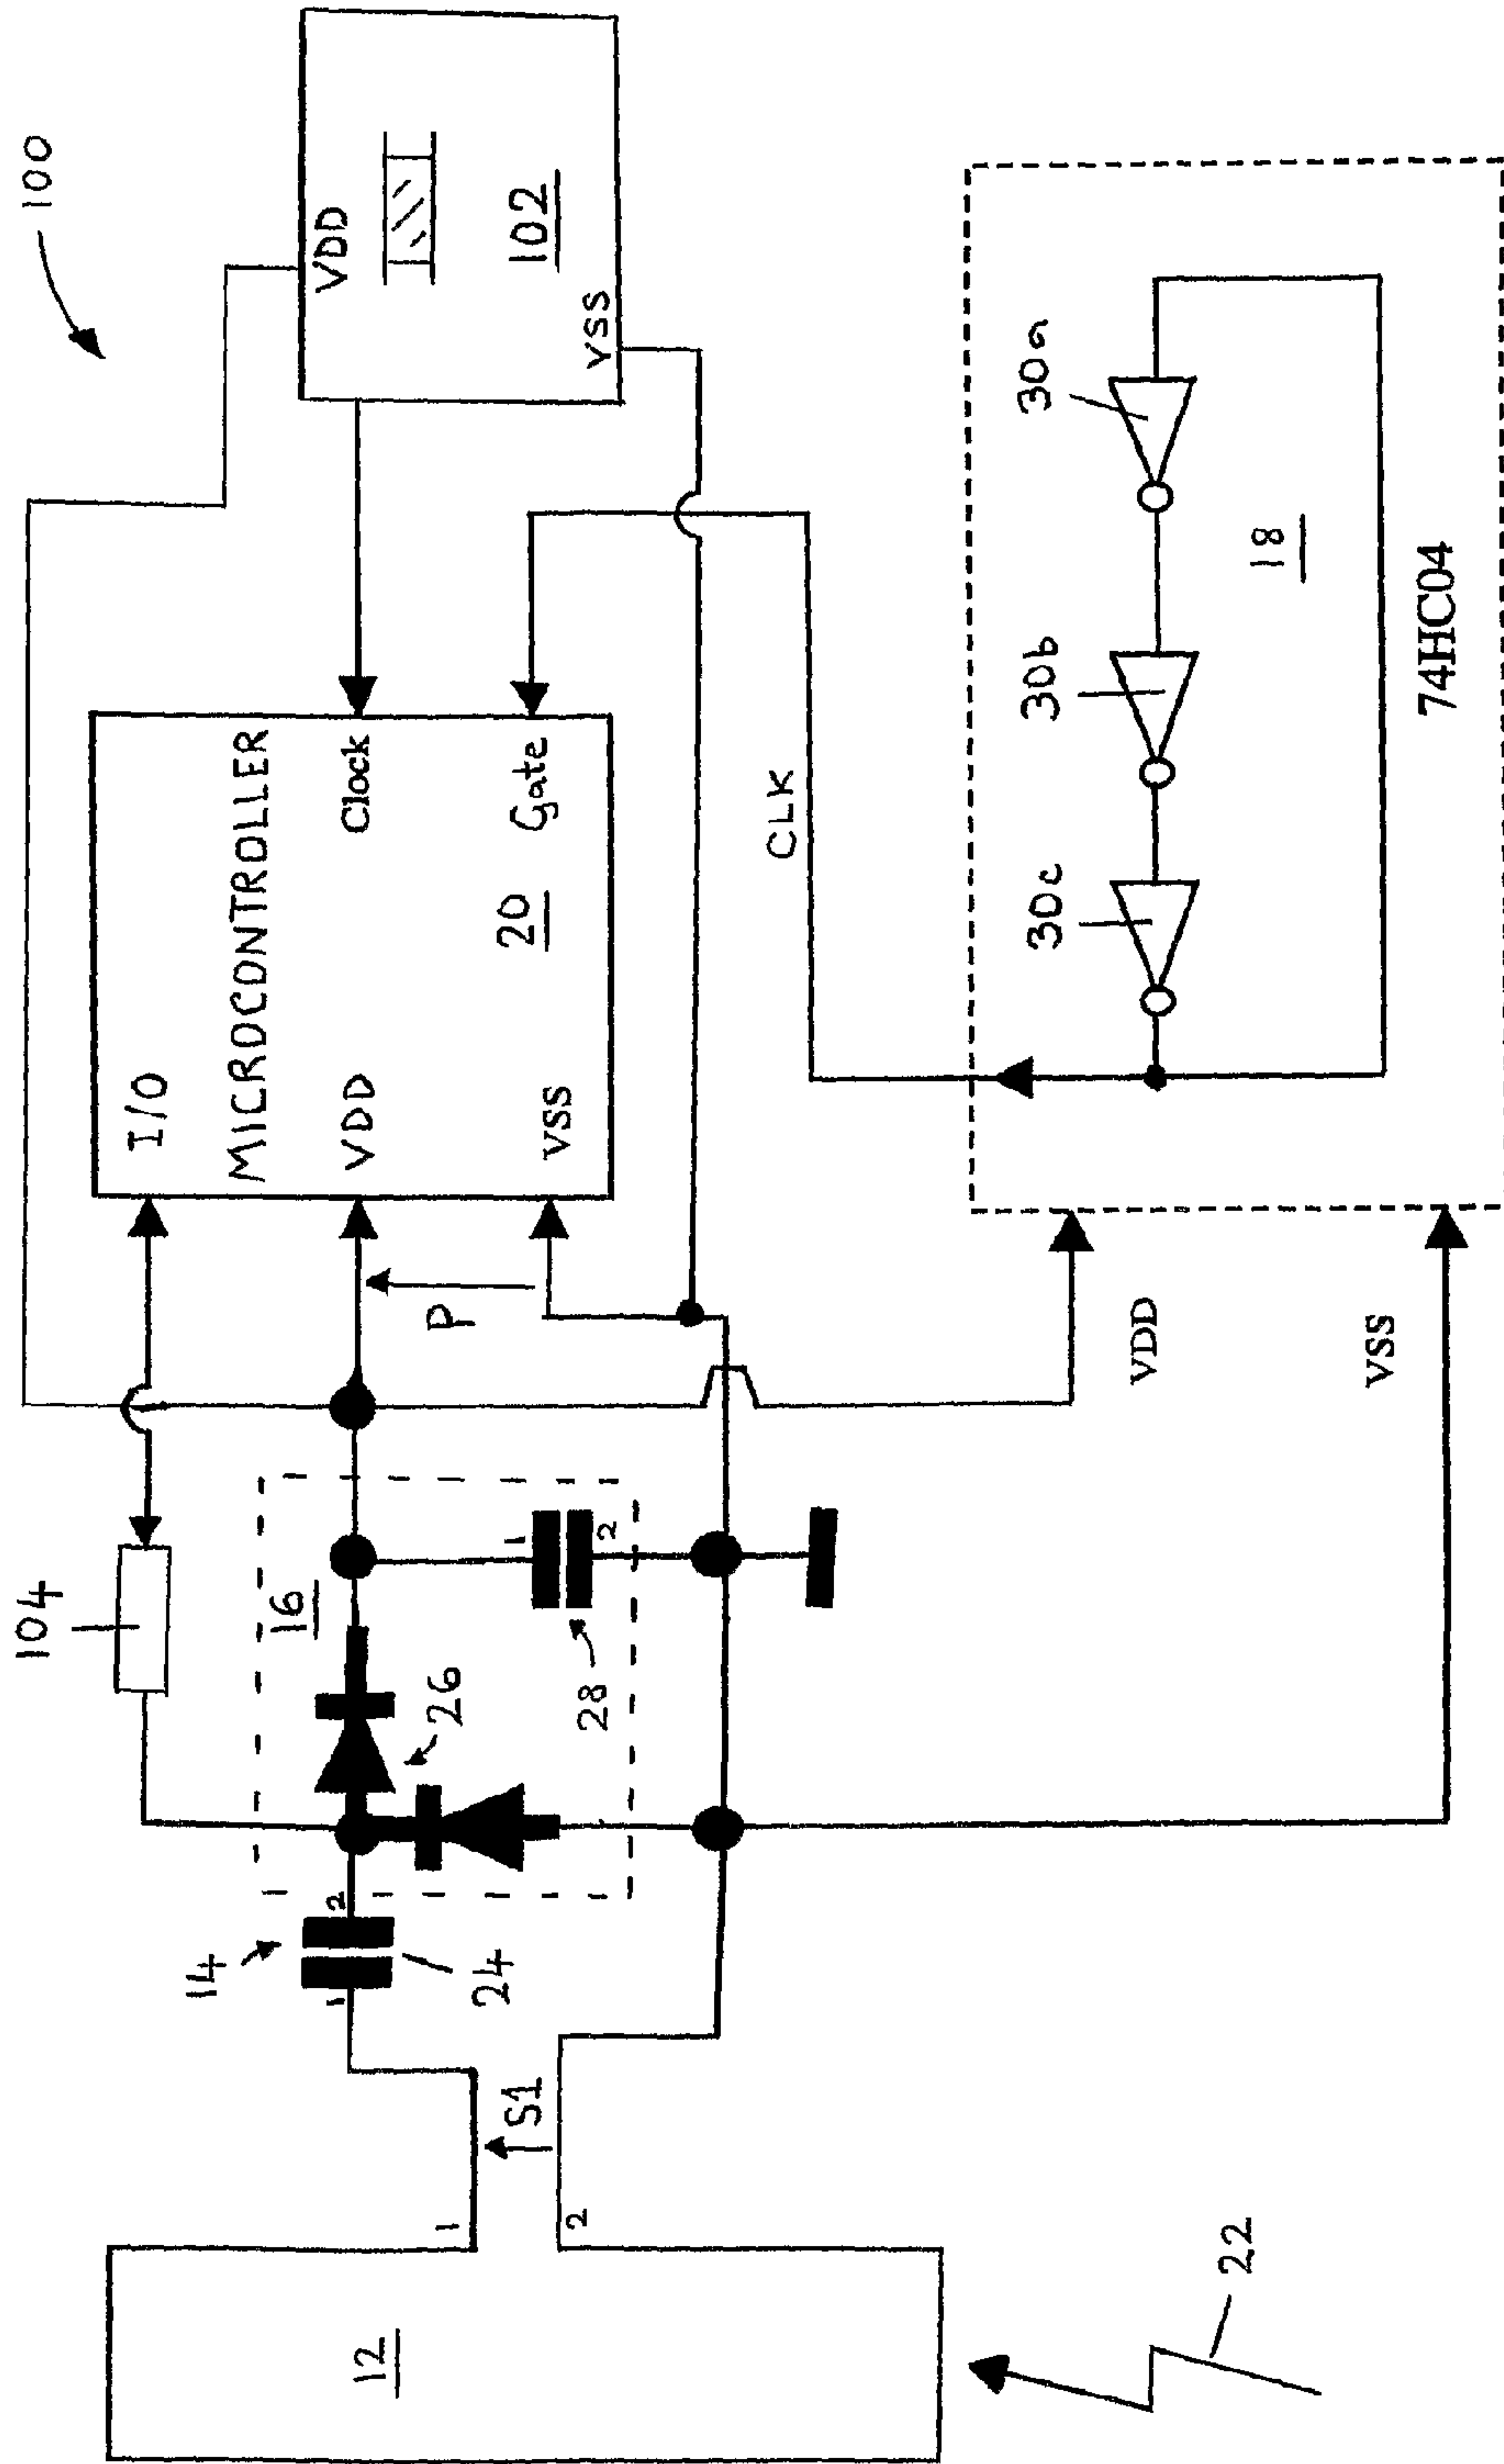 100
104
I/O
MICROCONTROLLER
VDD
VSS
20
Clock
Gate
VDD
102
VSS
P
16
26
28
1
2
14
24
1
2
S1
1
2
12
22
CLK
VDD
VSS
30c
30b
30a
18
74HC04